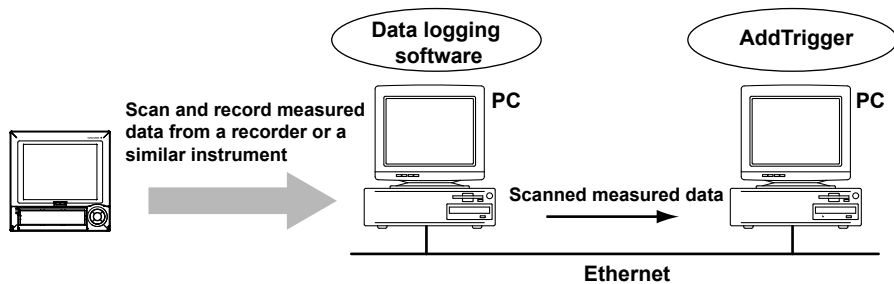 Data logging
software
AddTrigger
Scan and record measured
data from a recorder or a
similar instrument
PC
PC
Scanned measured data
Ethernet